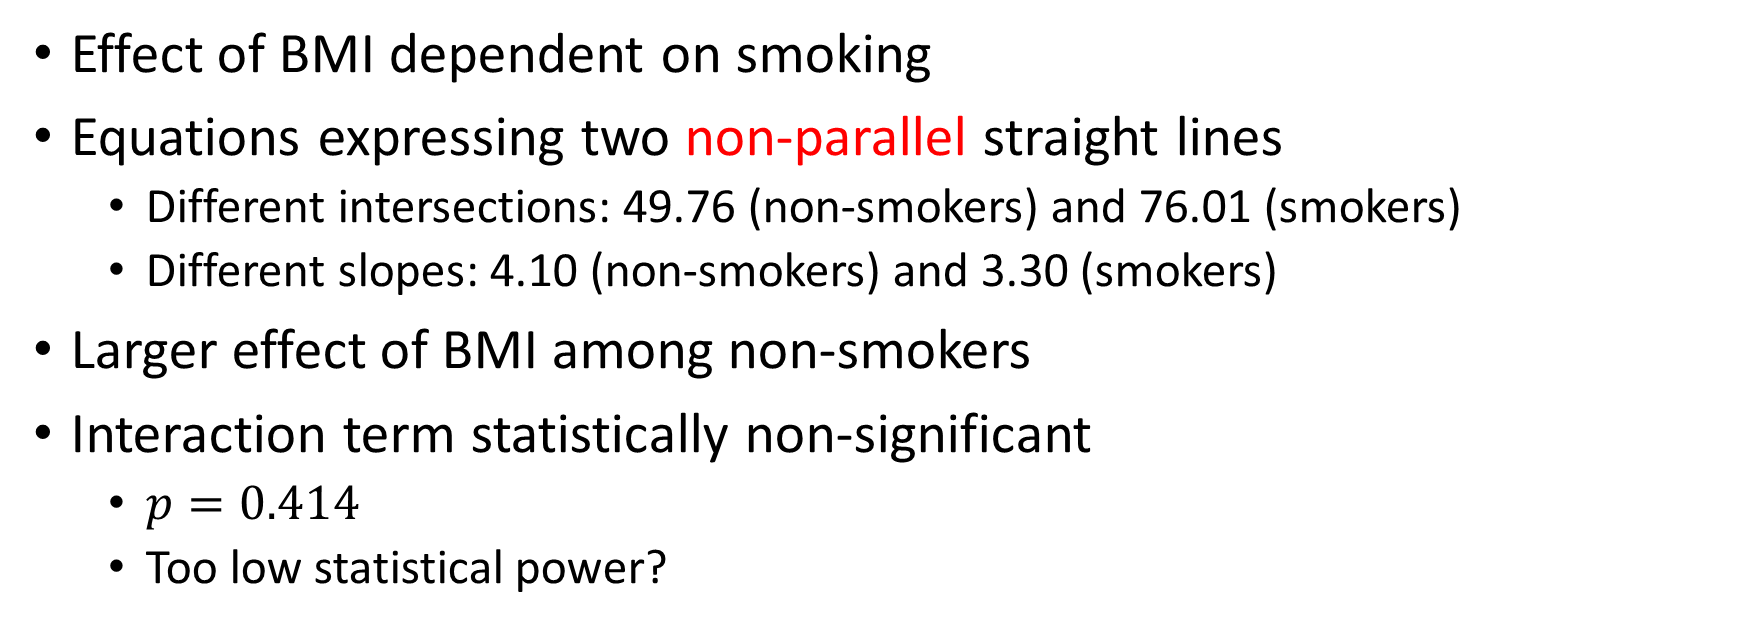 • Effect of BMI dependent on smoking
• Equations expressing two non-parallel straight lines
• Different intersections: 49.76 (non-smokers) and 76.01 (smokers)
• Different slopes: 4.10 (non-smokers) and 3.30 (smokers)
• Larger effect of BMI among non-smokers
• Interaction term statistically non-significant
• p = 0.414
• Too low statistical power?